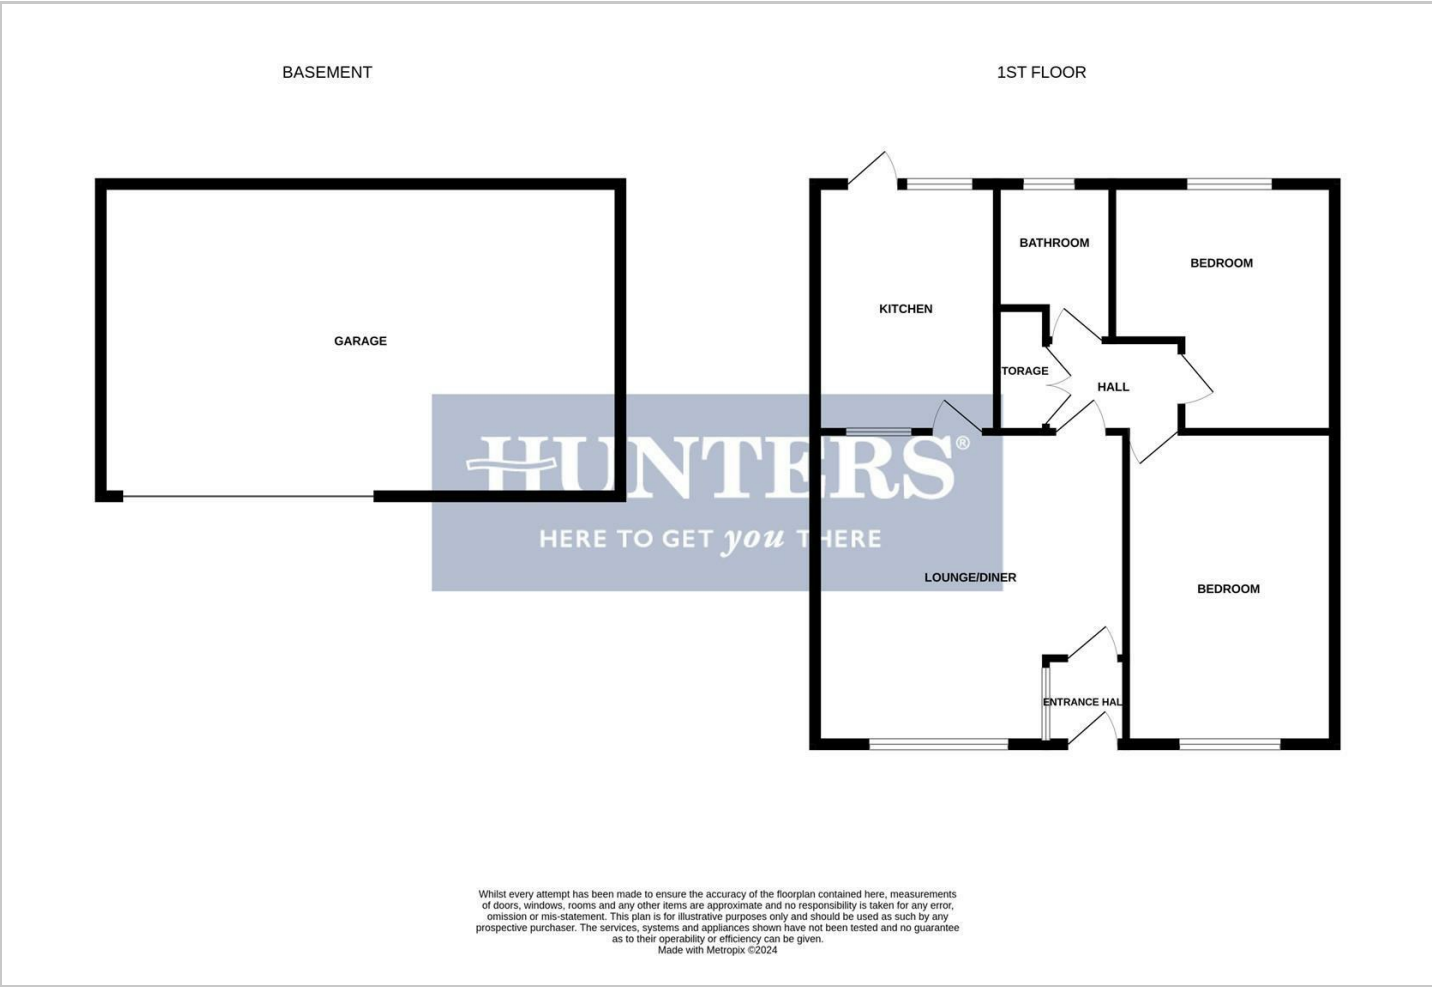 BASEMENT
1ST FLOOR
BATHROOM
BEDROOM
KITCHEN
GARAGE
TORAGE
HALL
HUNTERS®
HERE TO GET you THERE
LOUNGE/DINER
BEDROOM
ENTRANCE HAL
Whilst every attempt has been made to ensure the accuracy of the floorplan contained here, measurements
of doors, windows, rooms and any other items are approximate and no responsibility is taken for any error,
omission or mis-statement. This plan is for illustrative purposes only and should be used as such by any
prospective purchaser. The services, systems and appliances shown have not been tested and no guarantee
as to their operability or efficiency can be given.
Made with Metropix ©2024